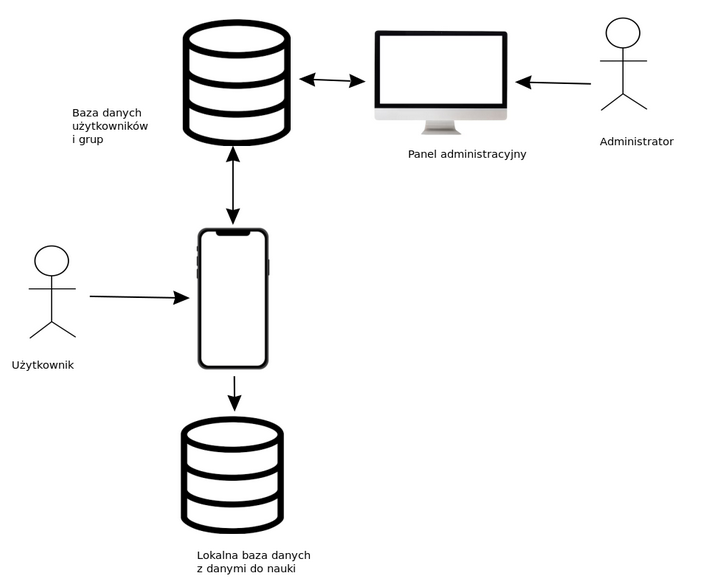 Baza danych
użytkowników
i grup
Panel administracyjny
Administrator
Użytkownik
Lokalna baza danych
z danymi do nauki